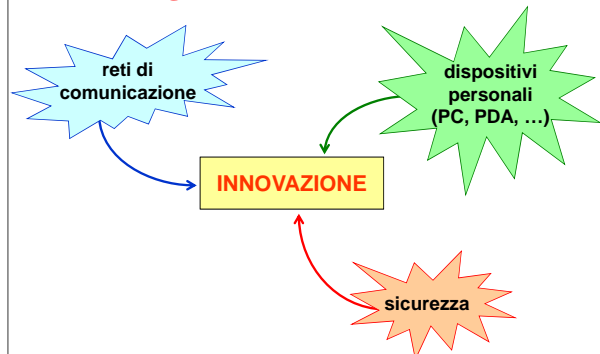 reti di
comunicazione
dispositivi
personali
(PC, PDA, …)
INNOVAZIONE
sicurezza